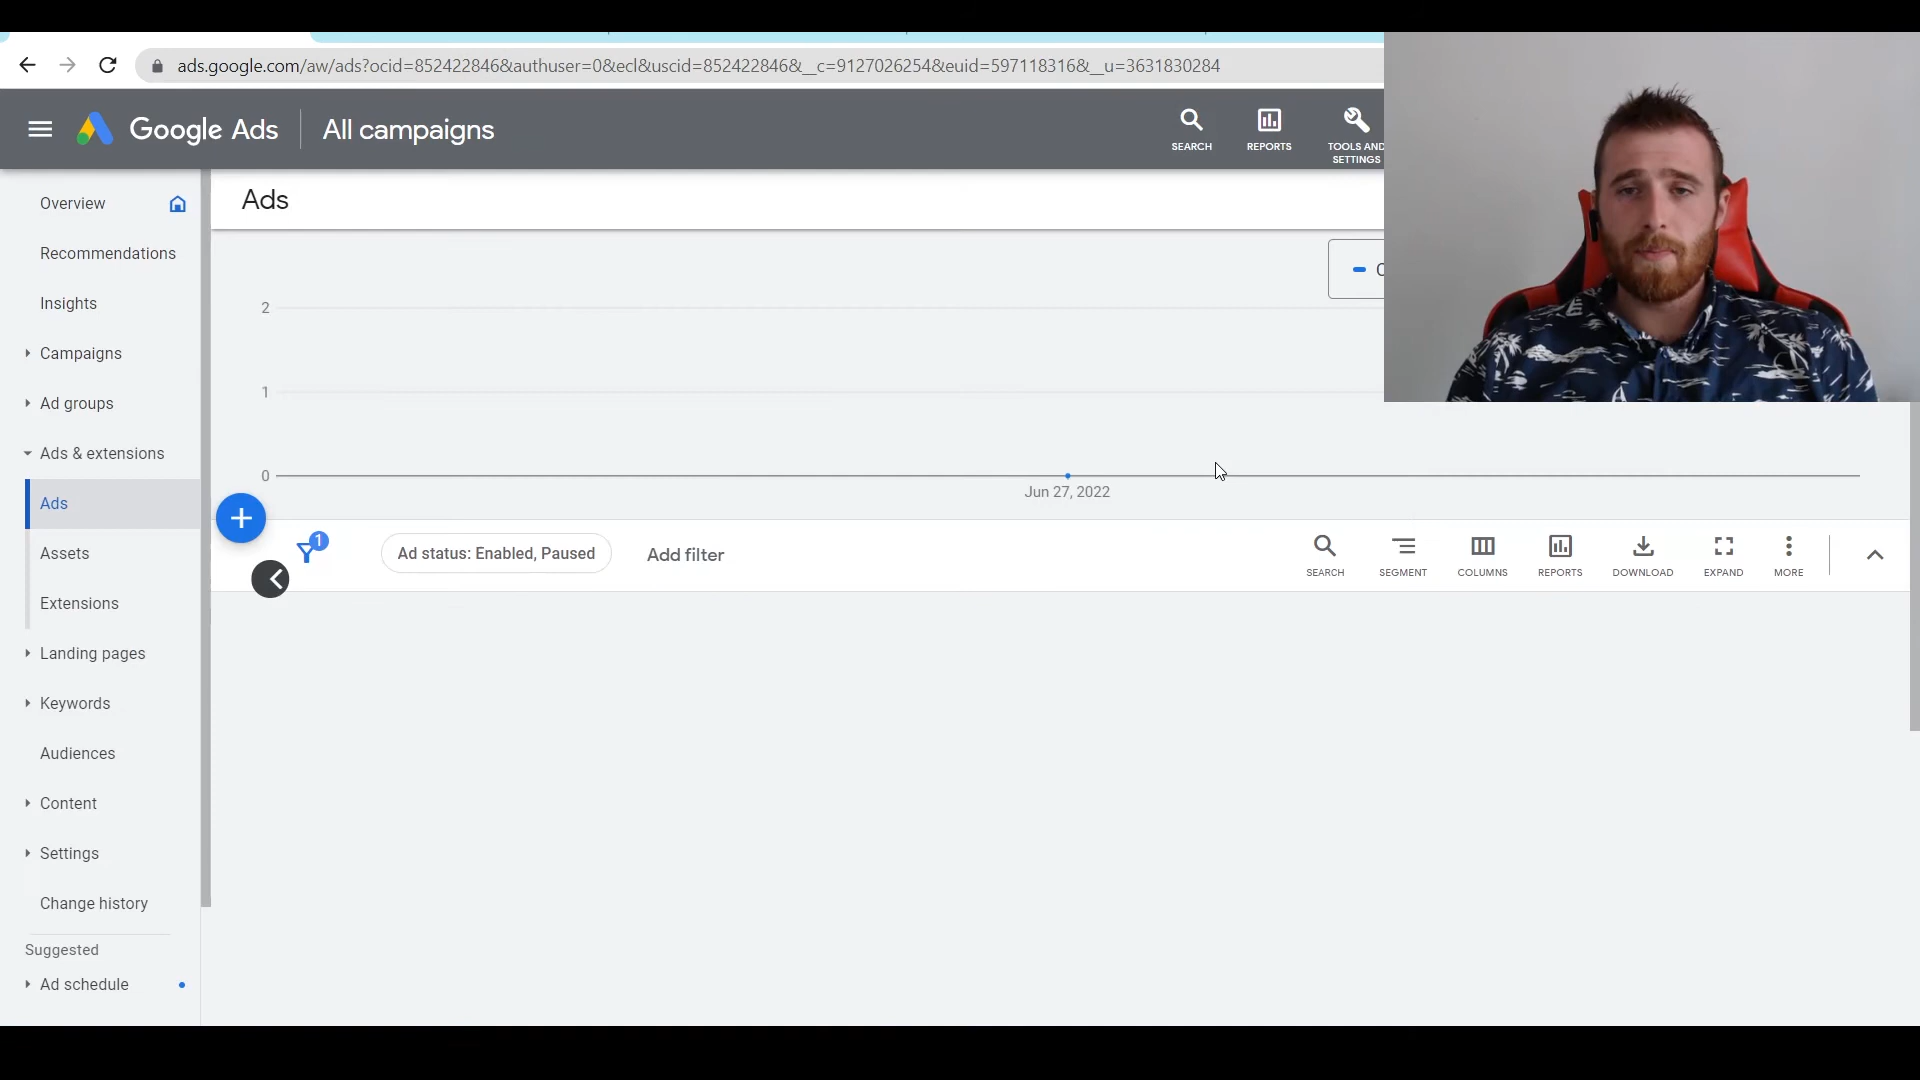 ads.google.com/aw/ads?ocid=852422846&authuser=0&ecl&uscid=852422846&__c=9127026254&euid=597118316&__u=3631830284
Google Ads
All campaigns
SEARCH
REPORTS
TOOLS AND
SETTINGS
Overview
Recommendations
Insights
Campaigns
Ad groups
Ads & extensions
Ads
Assets
Extensions
Landing pages
Keywords
Audiences
Content
Settings
Change history
Suggested
Ad schedule
Ads
C
2
1
0
Jun 27, 2022
1
Ad status: Enabled, Paused
Add filter
SEARCH
SEGMENT
COLUMNS
REPORTS
DOWNLOAD
EXPAND
MORE